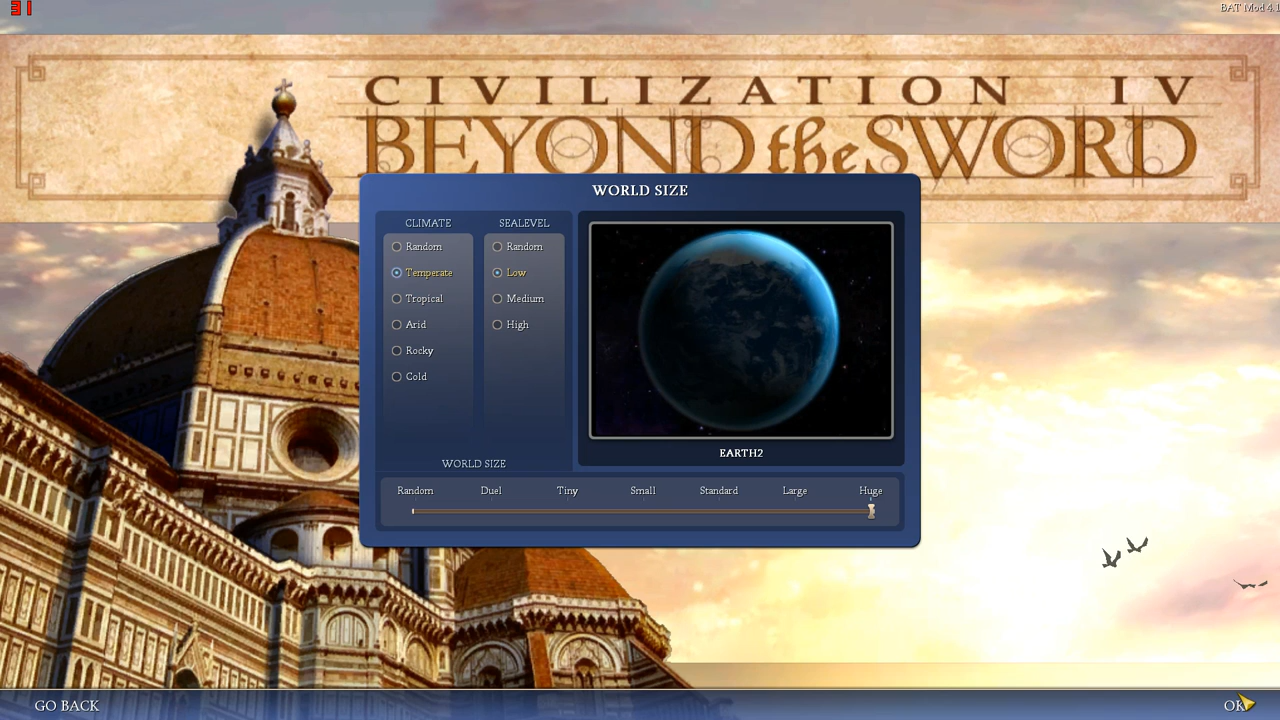 31
BAT Mod 4.1
CIVILIZATION IV
BEYOND the SWORD
WORLD SIZE
CLIMATE
Random
Temperate
Tropical
Arid
Rocky
Cold
SEALEVEL
Random
Low
Medium
High
EARTH2
WORLD SIZE
Random Duel Tiny Small Standard Large Huge
GO BACK
OK